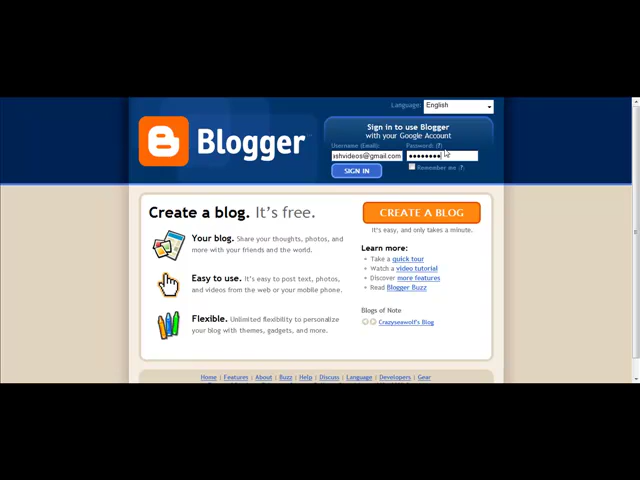 Language: English
Blogger
Sign in to use Blogger
with your Google Account
Username (Email): Password: (?)
shvideos@gmail.com ••••••••
SIGN IN
Remember me (?)
Create a blog. It's free.
CREATE A BLOG
It's easy, and only takes a minute.
Your blog. Share your thoughts, photos, and
more with your friends and the world.
Easy to use. It's easy to post text, photos,
and videos from the web or your mobile phone.
Flexible. Unlimited flexibility to personalize
your blog with themes, gadgets, and more.
Learn more:
Take a quick tour
Watch a video tutorial
Discover more features
Read Blogger Buzz
Blogs of Note
Crazyseawolf's Blog
Home | Features | About | Buzz | Help | Discuss | Language | Developers | Gear